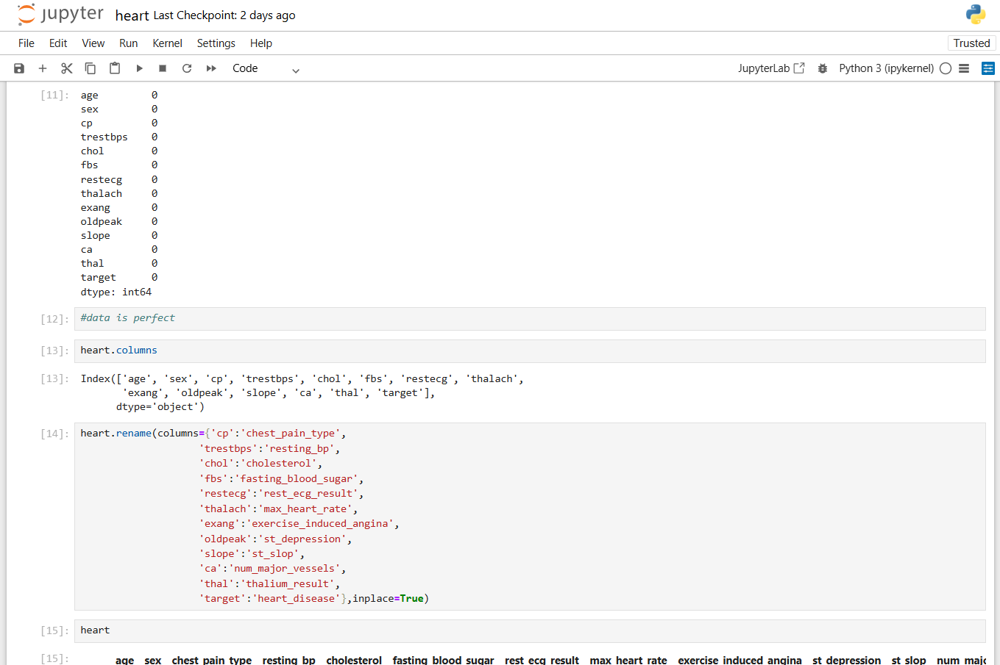 jupyter heart Last Checkpoint: 2 days ago
File Edit View Run Kernel Settings Help Trusted
Code JupyterLab Python 3 (ipykernel)
[11]: age 0
sex 0
cp 0
trestbps 0
chol 0
fbs 0
restecg 0
thalach 0
exang 0
oldpeak 0
slope 0
ca 0
thal 0
target 0
dtype: int64
[12]: #data is perfect
[13]: heart.columns
[13]: Index(['age', 'sex', 'cp', 'trestbps', 'chol', 'fbs', 'restecg', 'thalach',
'exang', 'oldpeak', 'slope', 'ca', 'thal', 'target'],
dtype='object')
[14]: heart.rename(columns={'cp':'chest_pain_type',
'trestbps':'resting_bp',
'chol':'cholesterol',
'fbs':'fasting_blood_sugar',
'restecg':'rest_ecg_result',
'thalach':'max_heart_rate',
'exang':'exercise_induced_angina',
'oldpeak':'st_depression',
'slope':'st_slop',
'ca':'num_major_vessels',
'thal':'thalium_result',
'target':'heart_disease'},inplace=True)
[15]: heart
[15]: age sex chest_pain_type resting_bp cholesterol fasting_blood_sugar rest_ecg_result max_heart_rate exercise_induced_angina st_depression st_slop num_majo